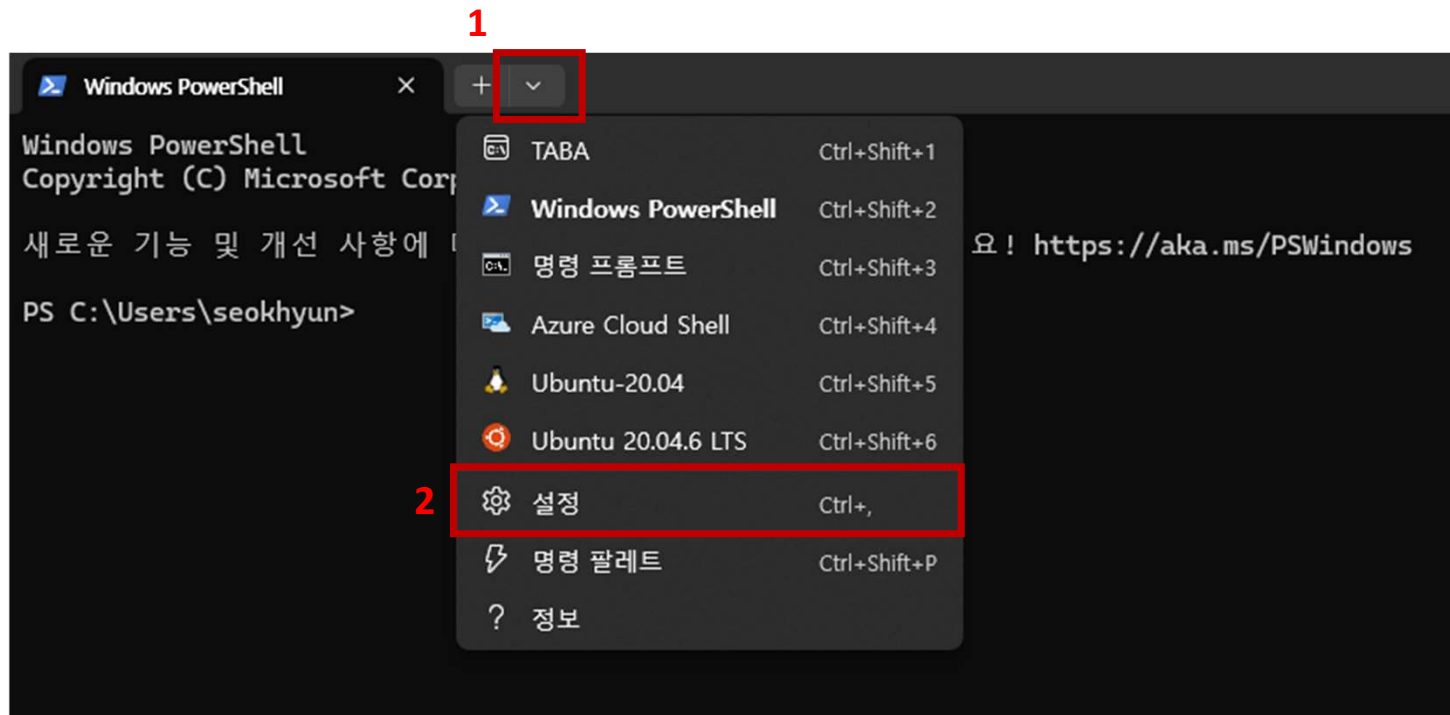 1
Windows PowerShell
Windows PowerShell
Copyright (C) Microsoft
새로운 기능 및 개선 사항에
요! https://aka.ms/PSWindows
PS C:\Users\seokhyun>
TABA Ctrl+Shift+1
Windows PowerShell Ctrl+Shift+2
명령 프롬프트 Ctrl+Shift+3
Azure Cloud Shell Ctrl+Shift+4
Ubuntu-20.04 Ctrl+Shift+5
Ubuntu 20.04.6 LTS Ctrl+Shift+6
2 설정 Ctrl+,
명령 팔레트 Ctrl+Shift+P
? 정보